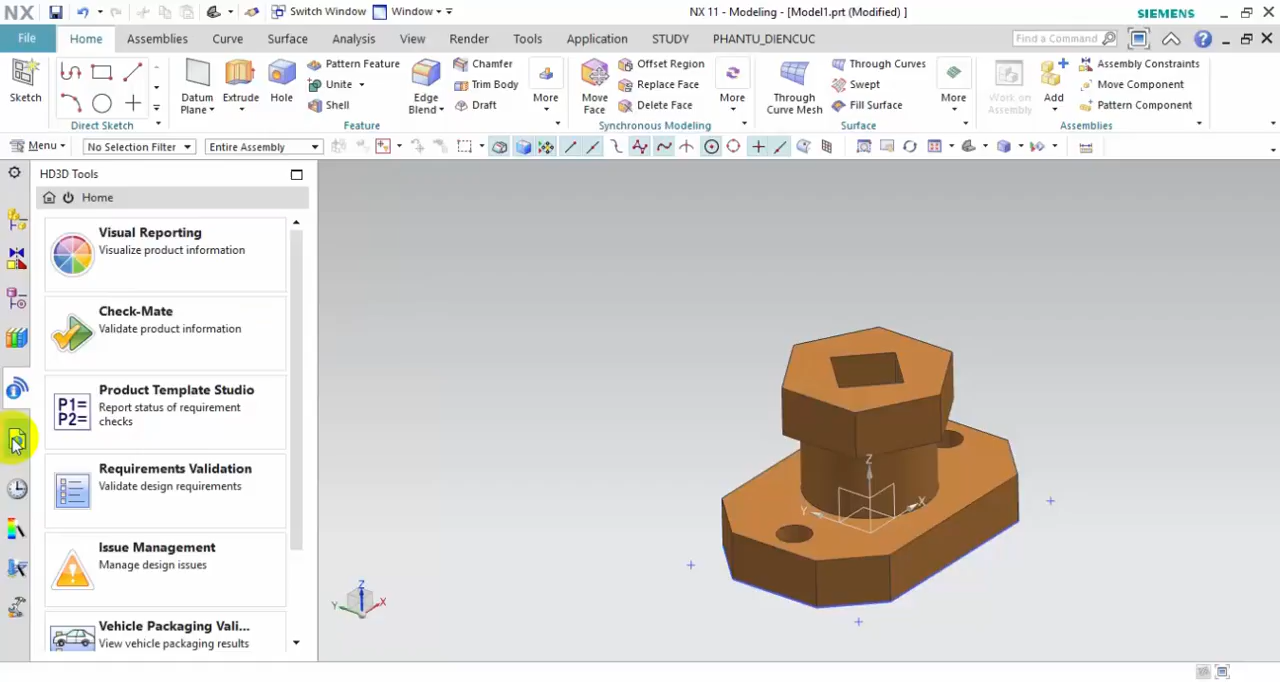 NX
Switch Window
Window
NX 11 - Modeling - [Model1.prt (Modified) ]
SIEMENS
File
Home
Assemblies
Curve
Surface
Analysis
View
Render
Tools
Application
STUDY
PHANTU_DIENCUC
Find a Command
Sketch
Direct Sketch
Datum
Plane
Extrude
Hole
Pattern Feature
Unite
Shell
Edge
Blend
Chamfer
Trim Body
Draft
More
Feature
Move
Face
Offset Region
Replace Face
Delete Face
More
Synchronous Modeling
Through
Curve Mesh
Through Curves
Swept
Fill Surface
More
Surface
Work on
Assembly
Add
Assembly Constraints
Move Component
Pattern Component
Assemblies
Menu
No Selection Filter
Entire Assembly
HD3D Tools
Home
Visual Reporting
Visualize product information
Check-Mate
Validate product information
P1=
P2=
Product Template Studio
Report status of requirement
checks
Requirements Validation
Validate design requirements
Issue Management
Manage design issues
Vehicle Packaging Vali...
View vehicle packaging results
Z
Y
X
Z
Y
X